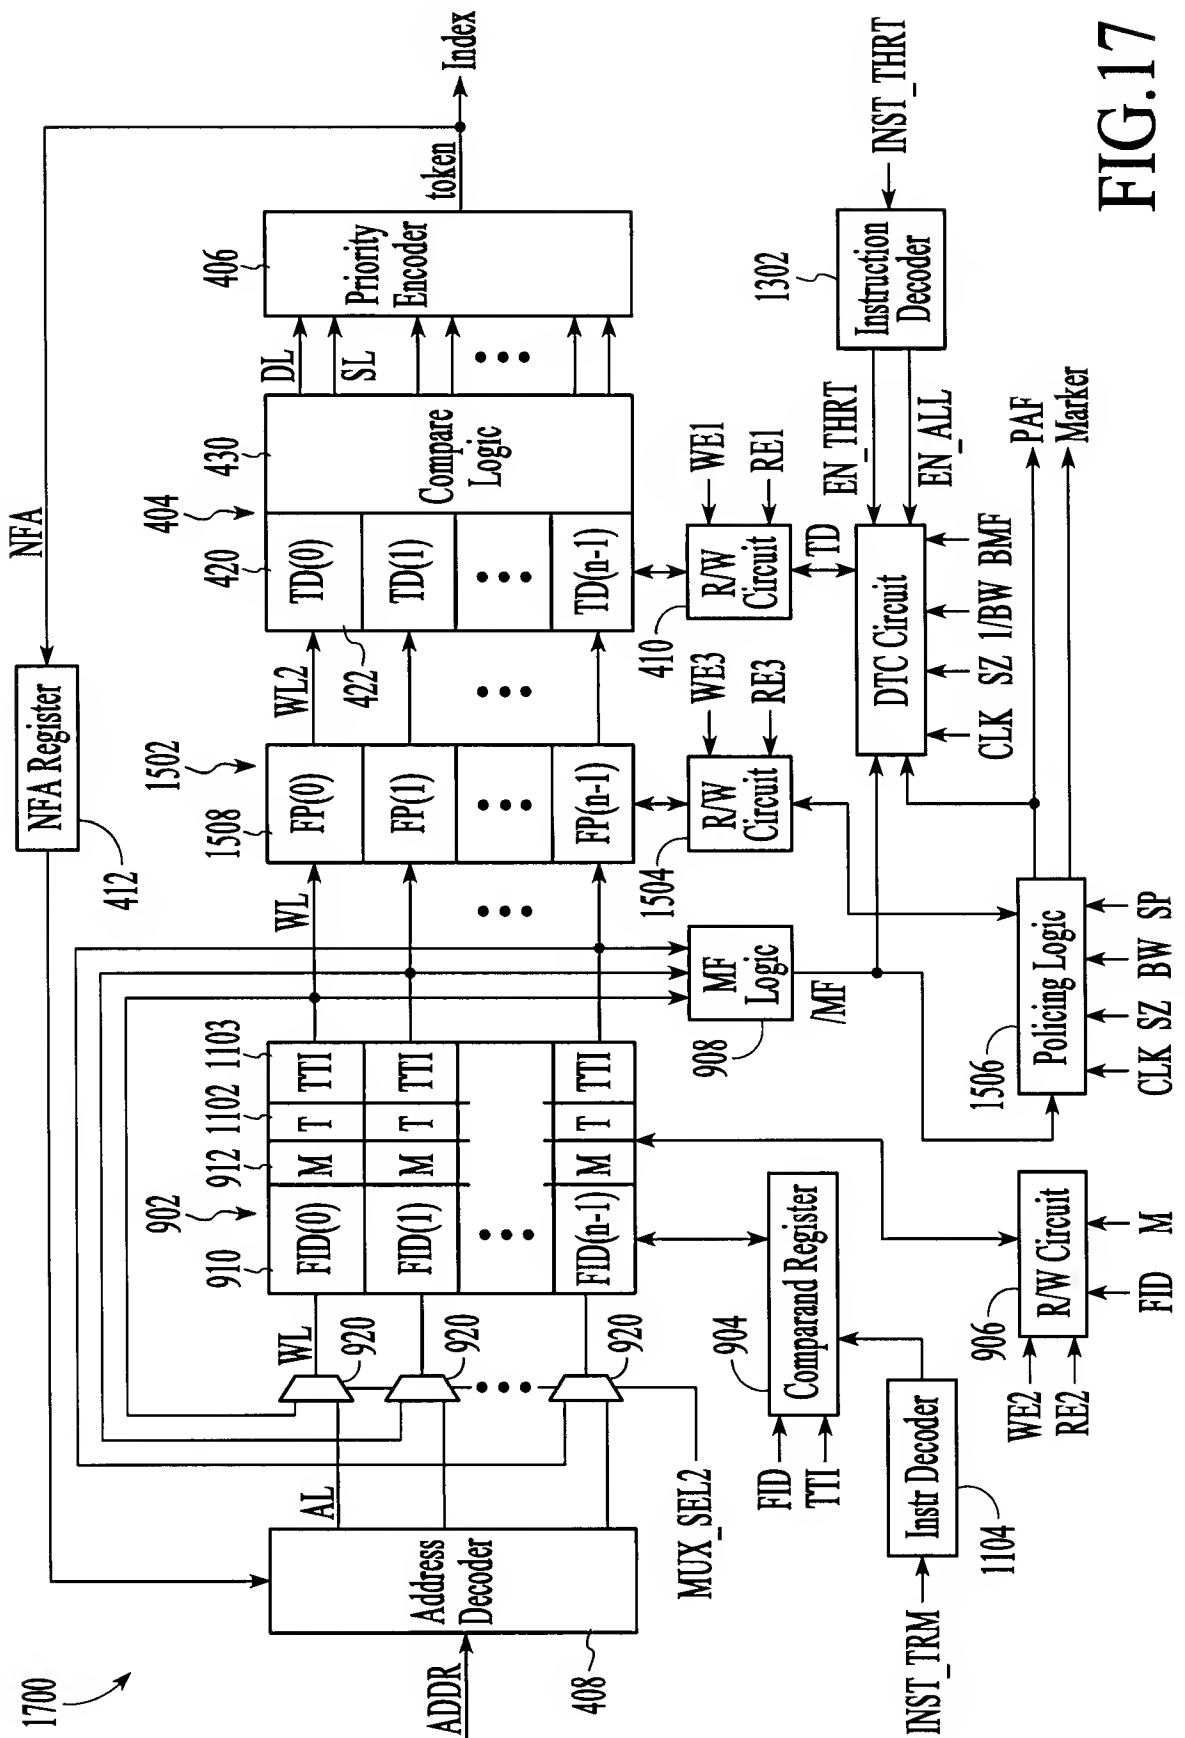 1700
ADDR
Address
Decoder
408
NFA Register
412
NFA
AL
MUX_SEL2
WL
920
920
920
902
910
912
1102
1103
FID(0)
M
T
TTI
FID(1)
M
T
TTI
FID(n-1)
M
T
TTI
WL
1502
1508
FP(0)
FP(1)
FP(n-1)
WL2
422
404
420
430
TD(0)
TD(1)
TD(n-1)
Compare
Logic
DL
SL
406
Priority
Encoder
token
Index
MF
Logic
908
/MF
R/W
Circuit
1504
WE3
RE3
R/W
Circuit
410
WE1
RE1
TD
DTC Circuit
CLK
SZ
1/BW
BMF
EN_THRT
EN_ALL
1302
Instruction
Decoder
INST_THRT
FID
TTI
904
Comparand Register
INST_TRM
Instr Decoder
1104
906
R/W Circuit
WE2
RE2
FID
M
1506
Policing Logic
CLK
SZ
BW
SP
PAF
Marker
FIG.17